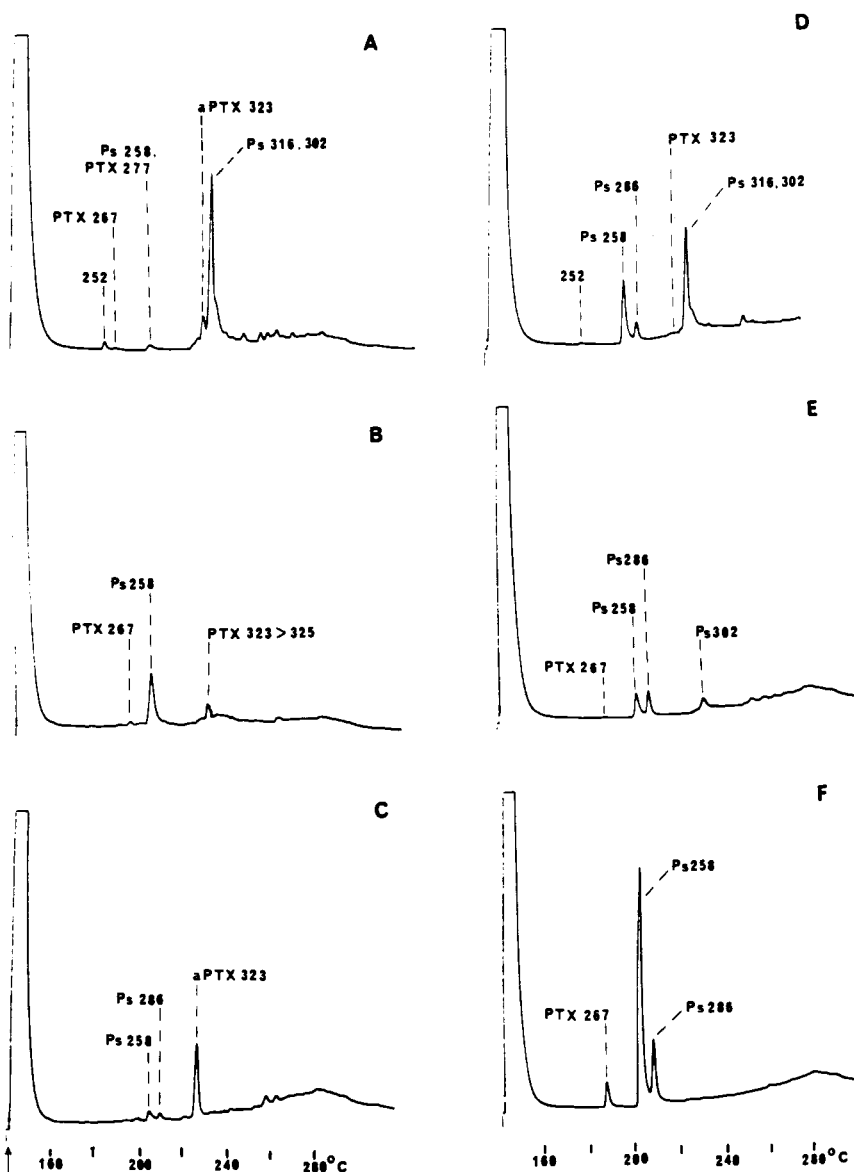 A
a PTX 323
Ps 258,
PTX 277
Ps 316,302
PTX 267
252
D
PTX 323
Ps 286
Ps 316,302
Ps 258
252
B
Ps 258
PTX 267
PTX 323 > 325
E
Ps286
Ps258
Ps302
PTX 267
C
aPTX 323
Ps 286
Ps 258
160 200 240 280°C
F
Ps258
PTX 267
Ps286
160 200 240 280°C